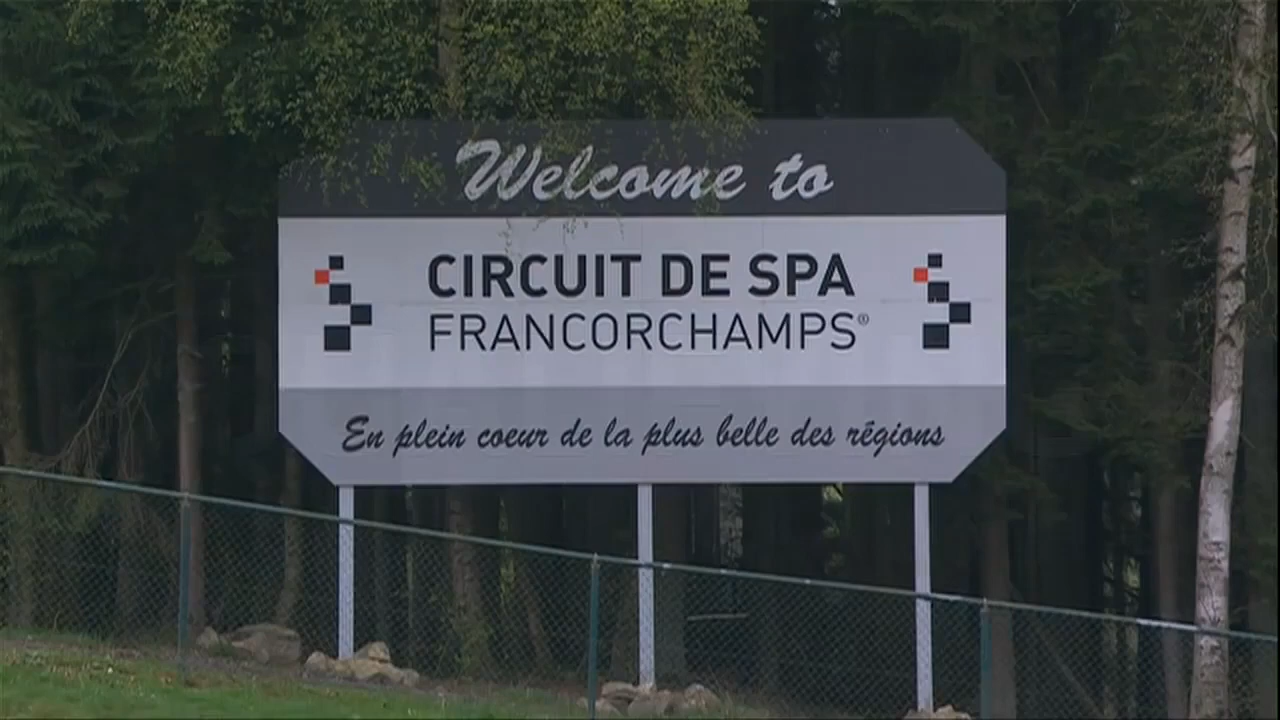 Welcome to
CIRCUIT DE SPA
FRANCORCHAMPS®
En plein coeur de la plus belle des régions